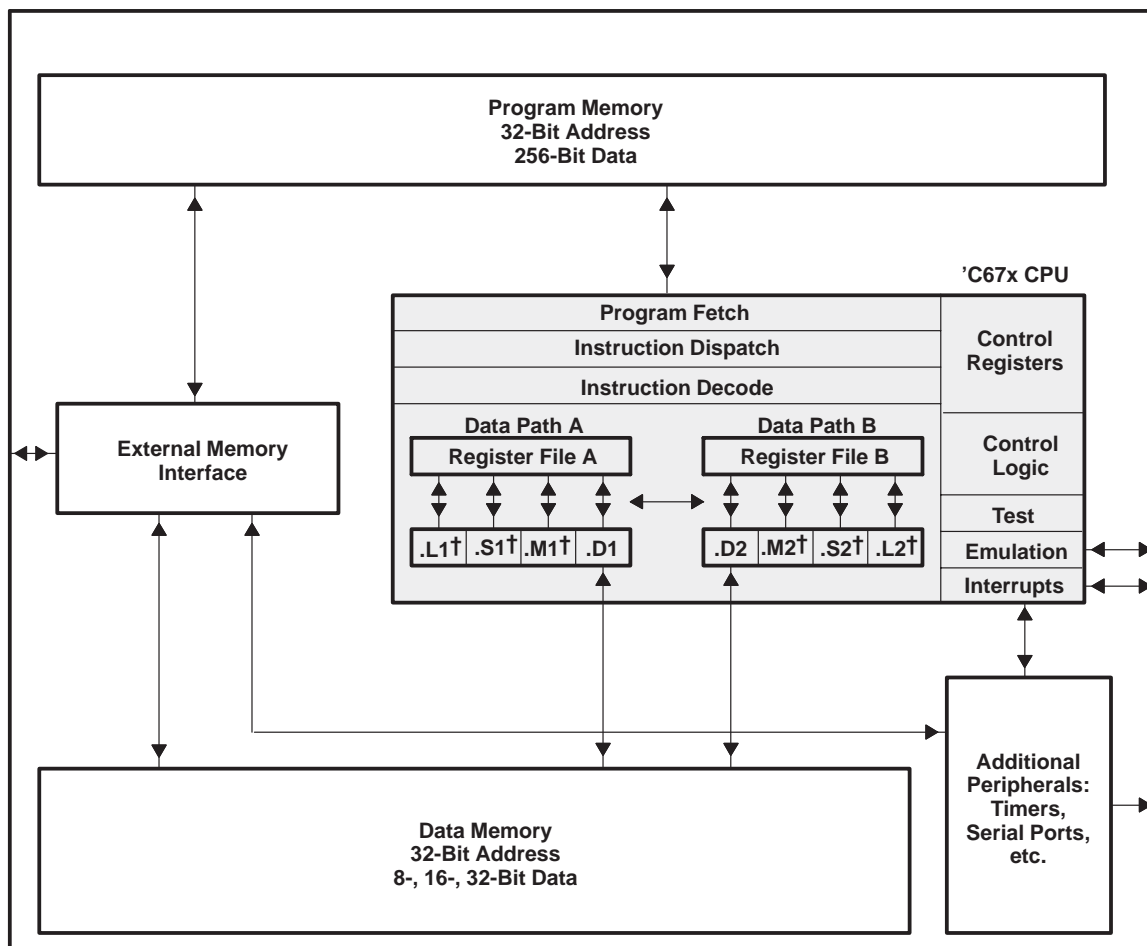 Program Memory
32-Bit Address
256-Bit Data
’C67x CPU
Program Fetch
Instruction Dispatch
Instruction Decode
Control
Registers
Data Path A
Data Path B
Register File A
Register File B
Control
Logic
External Memory
Interface
.L1† .S1† .M1† .D1
.D2 .M2† .S2† .L2†
Test
Emulation
Interrupts
Additional
Peripherals:
Timers,
Serial Ports,
etc.
Data Memory
32-Bit Address
8-, 16-, 32-Bit Data